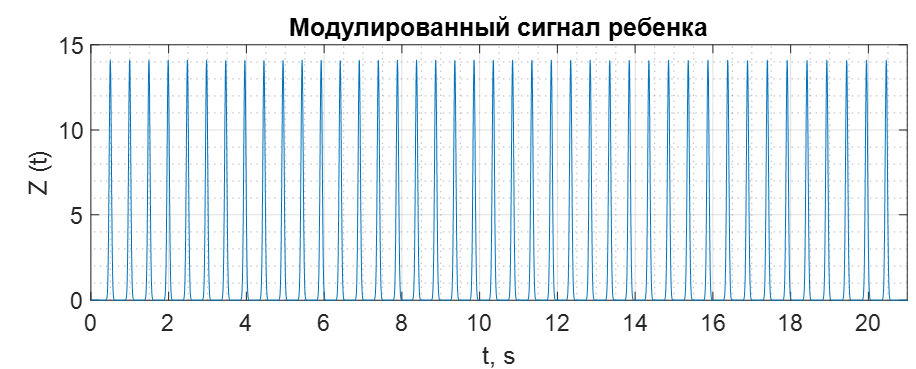 Модулированный сигнал ребенка
15
10
5
0
Z (t)
0 2 4 6 8 10 12 14 16 18 20
t, s